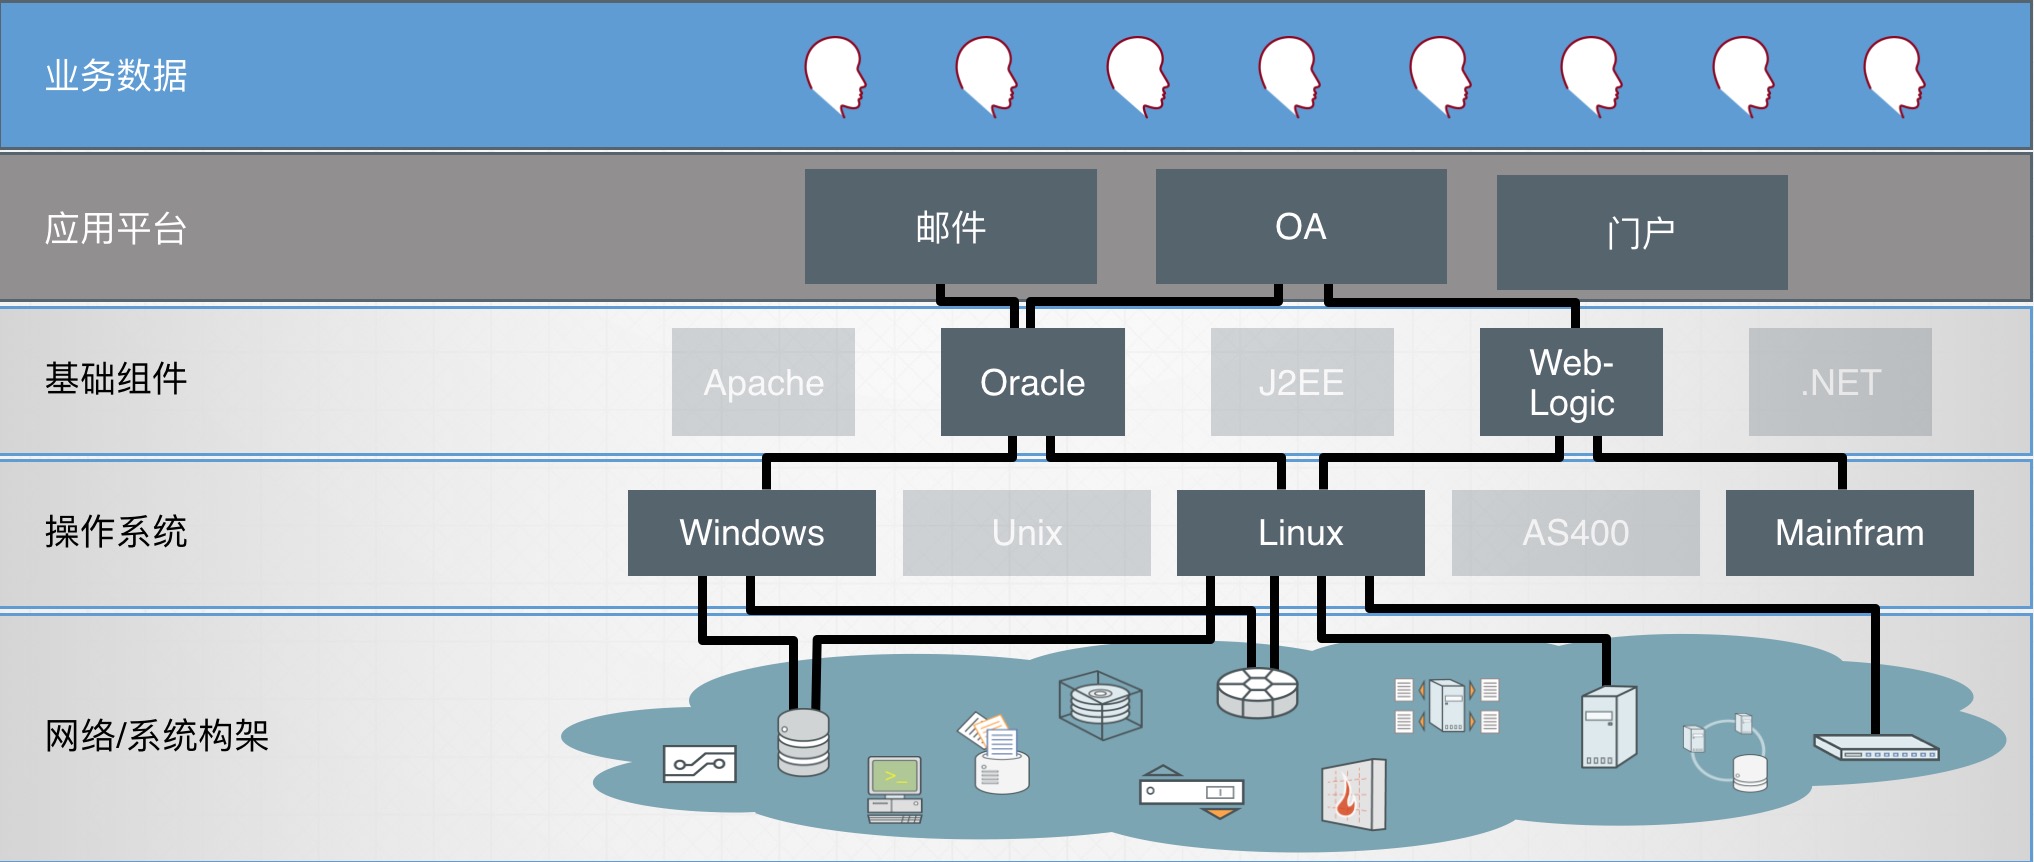 业务数据
应用平台
邮件
OA
门户
基础组件
Apache
Oracle
J2EE
Web-
Logic
.NET
操作系统
Windows
Unix
Linux
AS400
Mainfram
网络/系统构架
>_